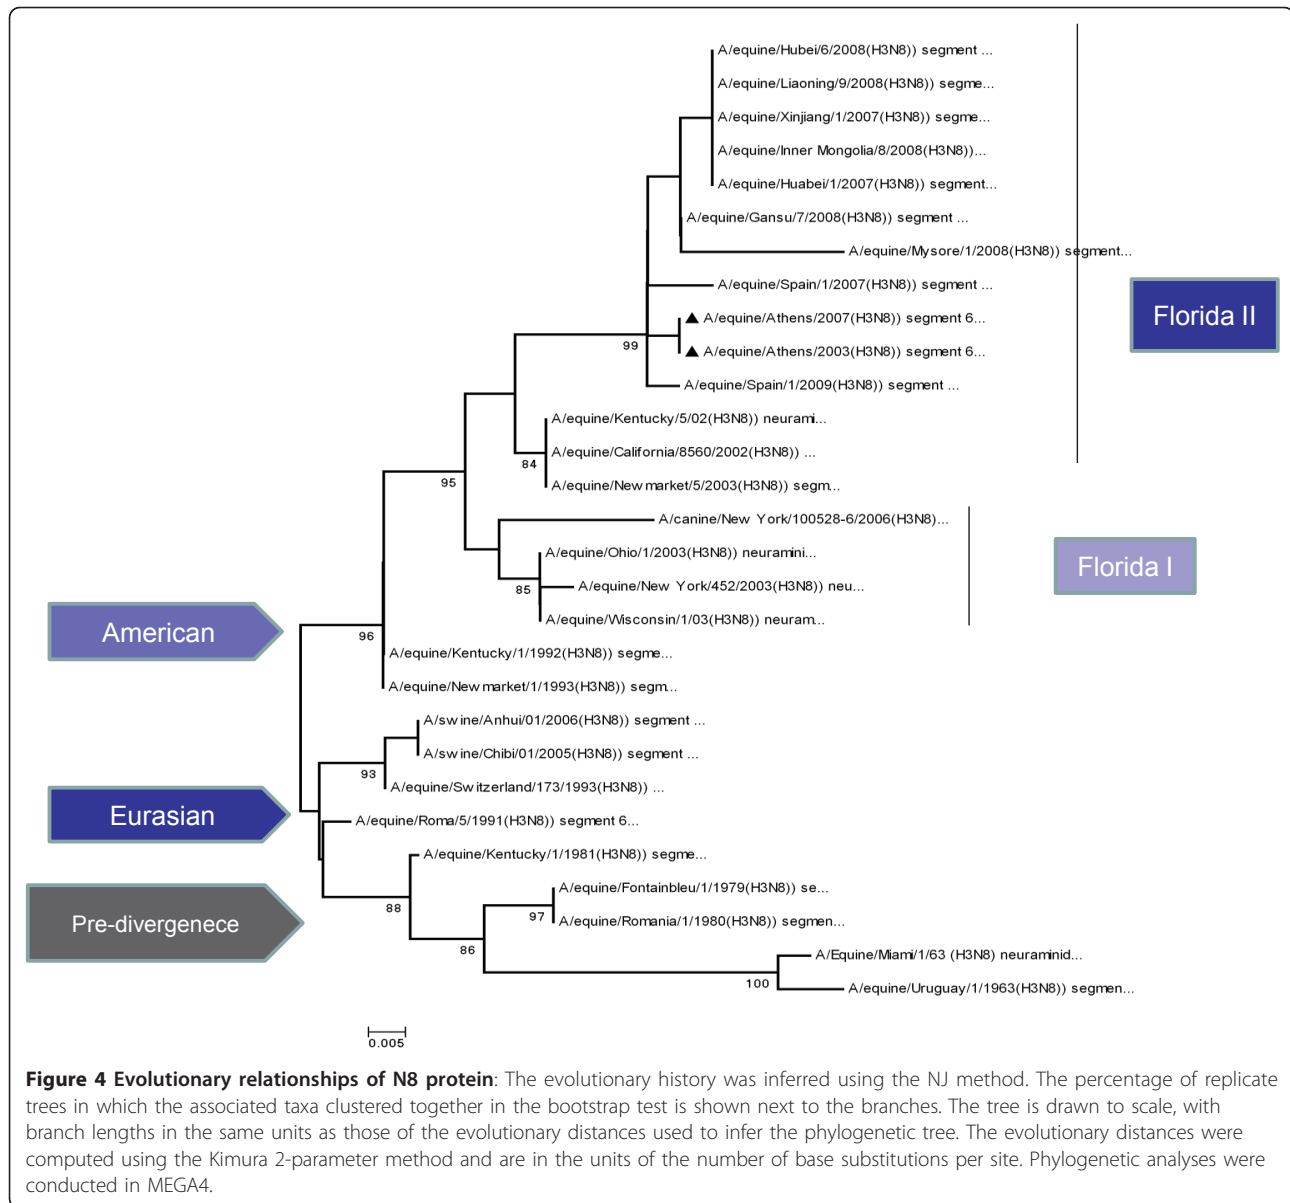 A/equine/Hubei/6/2008(H3N8)) segment ...
A/equine/Liaoning/9/2008(H3N8)) segme...
A/equine/Xinjiang/1/2007(H3N8)) segme...
A/equine/Inner Mongolia/8/2008(H3N8))...
A/equine/Huabei/1/2007(H3N8)) segment...
A/equine/Gansu/7/2008(H3N8)) segment ...
A/equine/Mysore/1/2008(H3N8)) segment...
A/equine/Spain/1/2007(H3N8)) segment ...
Florida II
▲ A/equine/Athens/2007(H3N8)) segment 6...
99
▲ A/equine/Athens/2003(H3N8)) segment 6...
A/equine/Spain/1/2009(H3N8)) segment ...
A/equine/Kentucky/5/02(H3N8)) neurami...
A/equine/California/8560/2002(H3N8)) ...
84
95
A/equine/Newmarket/5/2003(H3N8)) segm...
A/canine/New York/100528-6/2006(H3N8)...
A/equine/Ohio/1/2003(H3N8)) neuramini...
Florida I
A/equine/New York/452/2003(H3N8)) neu...
85
A/equine/Wisconsin/1/03(H3N8)) neuram...
American
96
A/equine/Kentucky/1/1992(H3N8)) segme...
A/equine/Newmarket/1/1993(H3N8)) segm...
A/swine/Anhui/01/2006(H3N8)) segment ...
A/swine/Chibi/01/2005(H3N8)) segment ...
93
A/equine/Switzerland/173/1993(H3N8)) ...
Eurasian
A/equine/Roma/5/1991(H3N8)) segment 6...
A/equine/Kentucky/1/1981(H3N8)) segme...
A/equine/Fontainbleu/1/1979(H3N8)) se...
88
97
A/equine/Romania/1/1980(H3N8)) segmen...
Pre-divergenece
86
A/Equine/Miami/1/63 (H3N8) neuraminid...
100
A/equine/Uruguay/1/1963(H3N8)) segmen...
0.005
Figure 4 Evolutionary relationships of N8 protein: The evolutionary history was inferred using the NJ method. The percentage of replicate
trees in which the associated taxa clustered together in the bootstrap test is shown next to the branches. The tree is drawn to scale, with
branch lengths in the same units as those of the evolutionary distances used to infer the phylogenetic tree. The evolutionary distances were
computed using the Kimura 2-parameter method and are in the units of the number of base substitutions per site. Phylogenetic analyses were
conducted in MEGA4.